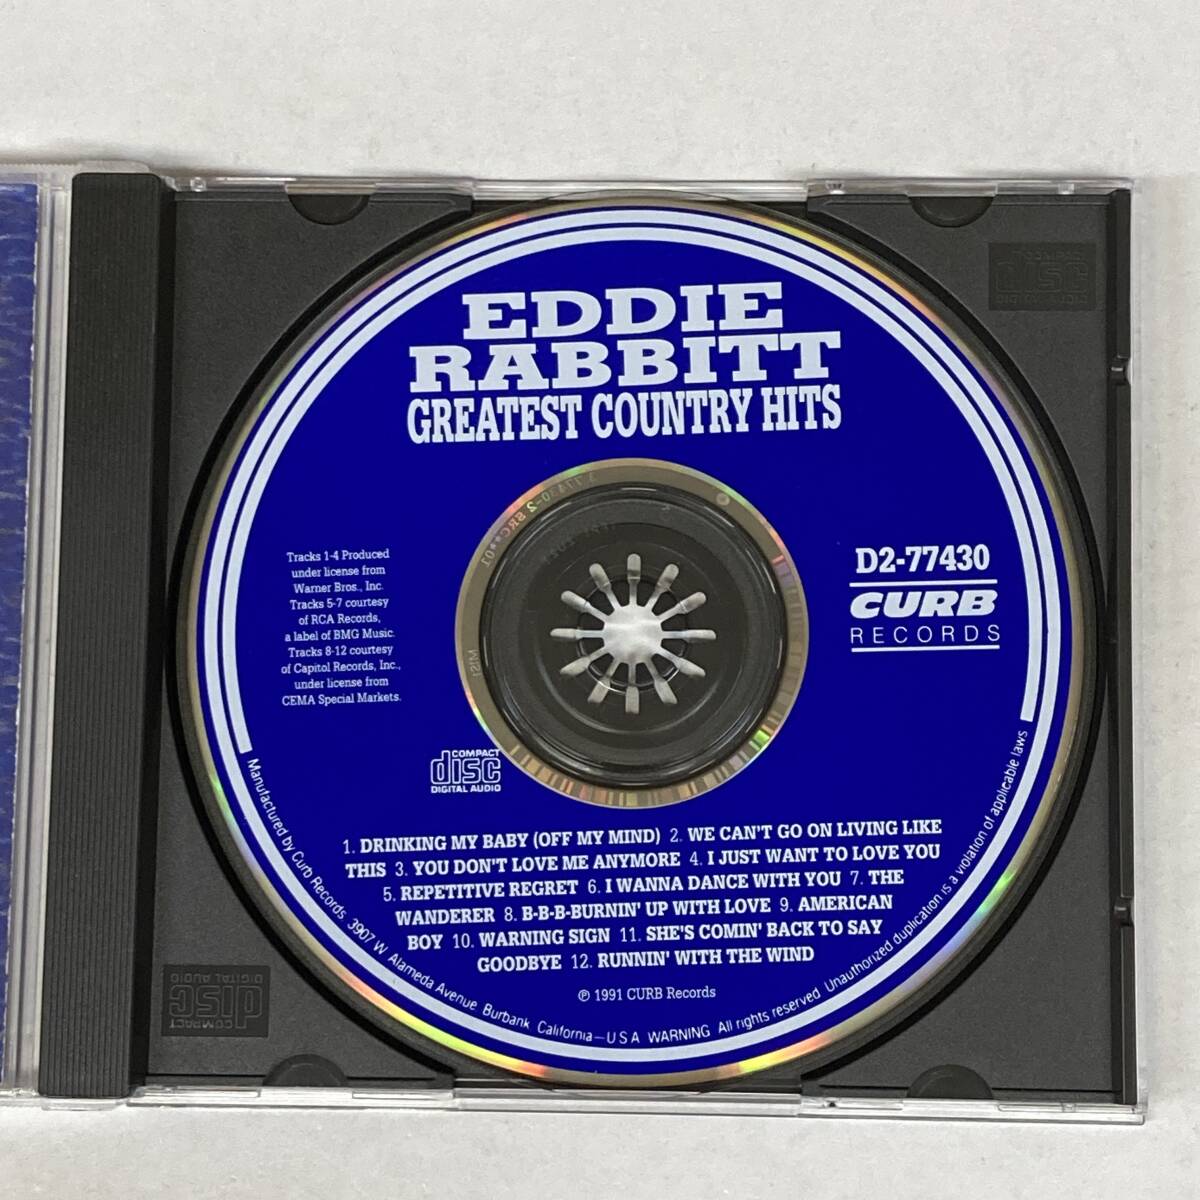 EDDIE
RABBITT
GREATEST COUNTRY HITS
Tracks 1-4 Produced
under license from
Warner Bros., Inc.
Tracks 5-7 courtesy
of RCA Records,
a label of BMG Music.
Tracks 8-12 courtesy
of Capitol Records, Inc.,
under license from
CEMA Special Markets.
D2-77430
CURB
RECORDS
COMPACT
disc
DIGITAL AUDIO
1. DRINKING MY BABY (OFF MY MIND) 2. WE CAN'T GO ON LIVING LIKE
THIS 3. YOU DON'T LOVE ME ANYMORE 4. I JUST WANT TO LOVE YOU
5. REPETITIVE REGRET 6. I WANNA DANCE WITH YOU 7. THE
WANDERER 8. B-B-B-BURNIN' UP WITH LOVE 9. AMERICAN
BOY 10. WARNING SIGN 11. SHE'S COMIN' BACK TO SAY
GOODBYE 12. RUNNIN' WITH THE WIND
℗ 1991 CURB Records
Manufactured by Curb Records, 3907 W Alameda Avenue, Burbank, California—USA WARNING All rights reserved Unauthorized duplication is a violation of applicable laws
COMPACT
disc
DIGITAL AUDIO
COMPACT
disc
DIGITAL AUDIO